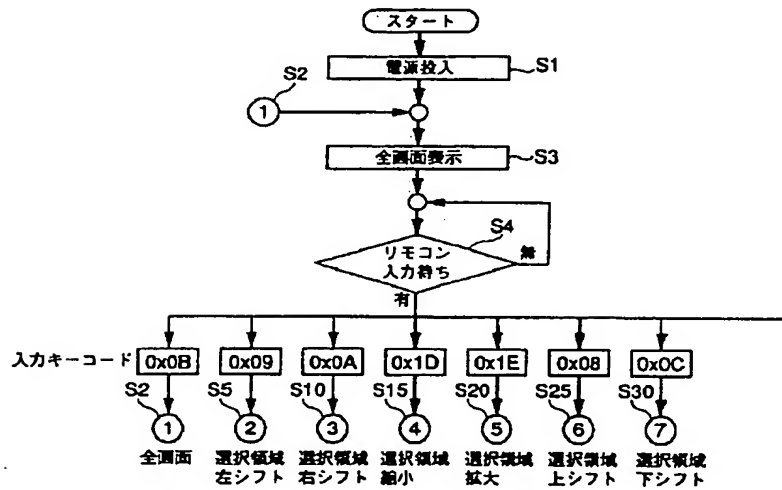 スタート
電源投入
S1
S2
1
全画面表示
S3
S4
リモコン
入力待ち
無
有
入力キーコード
0x0B
0x09
0x0A
0x1D
0x1E
0x08
0x0C
S2
S5
S10
S15
S20
S25
S30
1
2
3
4
5
6
7
全画面
選択領域
左シフト
選択領域
右シフト
選択領域
縮小
選択領域
拡大
選択領域
上シフト
選択領域
下シフト